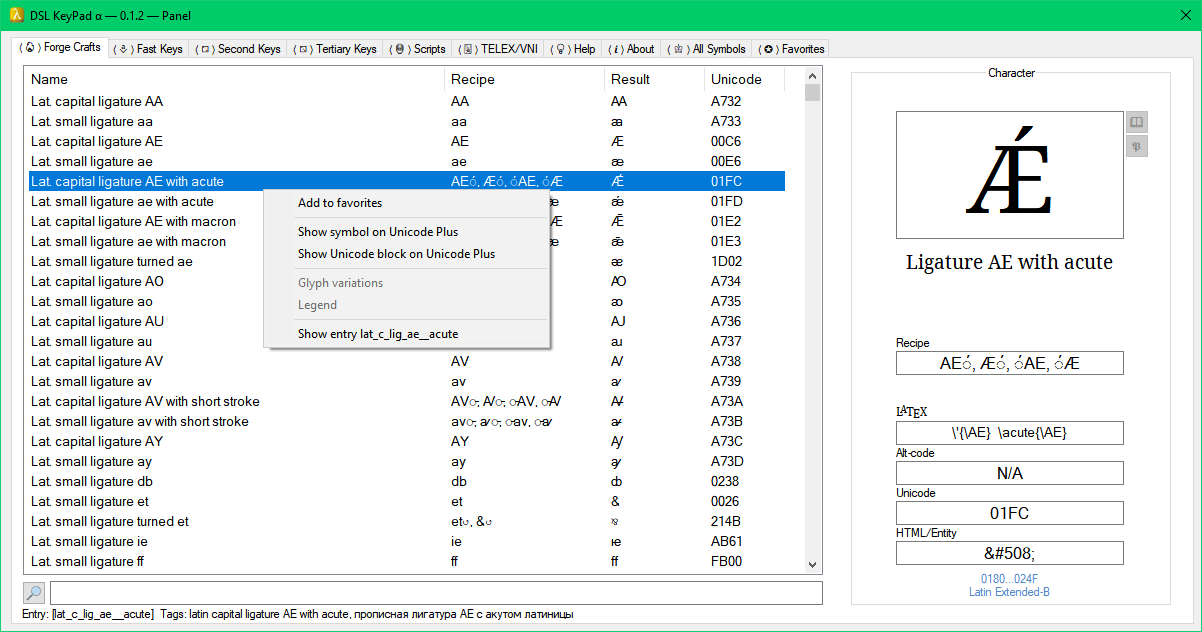 DSL KeyPad α — 0.1.2 — Panel
Forge Crafts
Fast Keys
Second Keys
Tertiary Keys
Scripts
TELEX/VNI
Help
About
All Symbols
Favorites
Name Recipe Result Unicode
Lat. capital ligature AA AA Ꜳ A732
Lat. small ligature aa aa ꜳ A733
Lat. capital ligature AE AE Æ 00C6
Lat. small ligature ae ae æ 00E6
Lat. capital ligature AE with acute AE◌́, Æ◌́, ◌́AE, ◌́Æ Ǽ 01FC
Lat. small ligature ae with acute æ ǽ 01FD
Lat. capital ligature AE with macron Æ Ǣ 01E2
Lat. small ligature ae with macron æ ǣ 01E3
Lat. small ligature turned ae ᴂ 1D02
Lat. capital ligature AO Ꜵ A734
Lat. small ligature ao ꜵ A735
Lat. capital ligature AU Ꜷ A736
Lat. small ligature au ꜷ A737
Lat. capital ligature AV AV Ꜹ A738
Lat. small ligature av av ꜹ A739
Lat. capital ligature AV with short stroke AV◌̵, Ꜹ◌̵, ◌̵AV, ◌̵Ꜹ Ꜻ A73A
Lat. small ligature av with short stroke av◌̵, ꜹ◌̵, ◌̵av, ◌̵ꜹ ꜻ A73B
Lat. capital ligature AY AY Ꜽ A73C
Lat. small ligature ay ay ꜽ A73D
Lat. small ligature db db ȸ 0238
Lat. small ligature et et & 0026
Lat. small ligature turned et et↺, &↺ ⅋ 214B
Lat. small ligature ie ie ꭡ AB61
Lat. small ligature ff ff ﬀ FB00
Add to favorites
Show symbol on Unicode Plus
Show Unicode block on Unicode Plus
Glyph variations
Legend
Show entry lat_c_lig_ae__acute
Entry: [lat_c_lig_ae__acute] Tags: latin capital ligature AE with acute, прописная лигатура AE с акутом латиницы
Character
Ǽ
Ligature AE with acute
Recipe
AE◌́, Æ◌́, ◌́AE, ◌́Æ
LATEX
\'{\AE} \acute{\AE}
Alt-code
N/A
Unicode
01FC
HTML/Entity
&#508;
0180...024F
Latin Extended-B